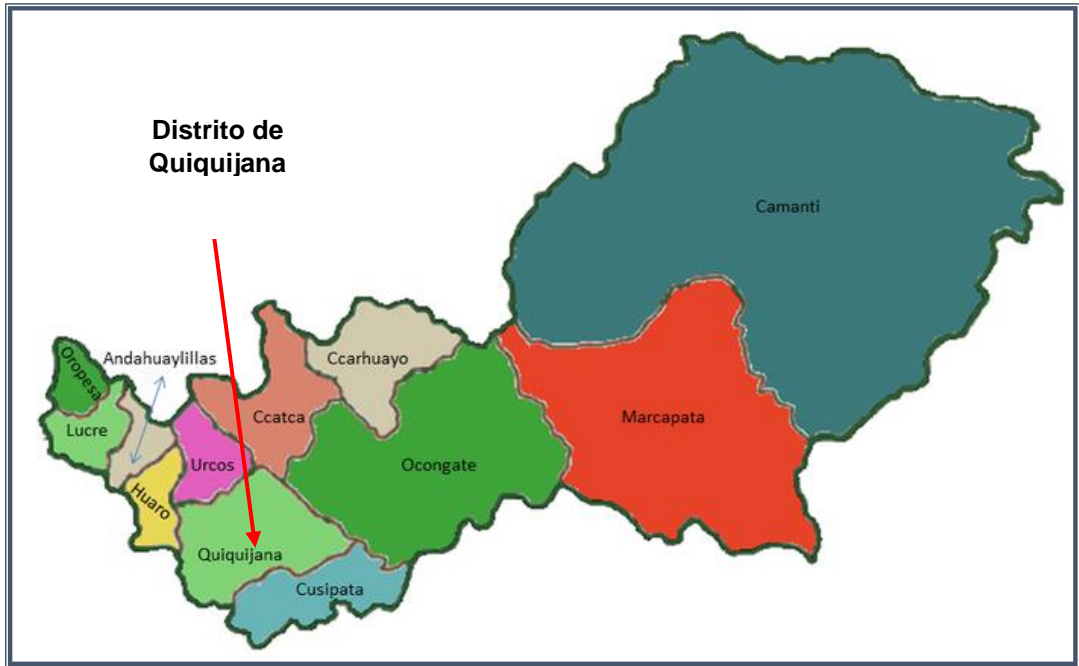 Distrito de
Quiquijana
Camanti
Andahuaylillas
Ccarhuayo
Oropesa
Lucre
Ccatca
Marcapata
Urcos
Ocongate
Huaro
Quiquijana
Cusipata